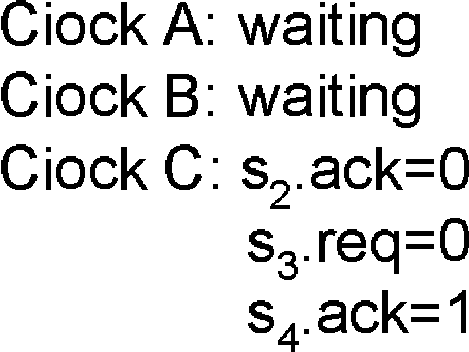 Ciock A: waiting
Ciock B: waiting
Ciock C: s₂.ack=0
s₃.req=0
s₄.ack=1